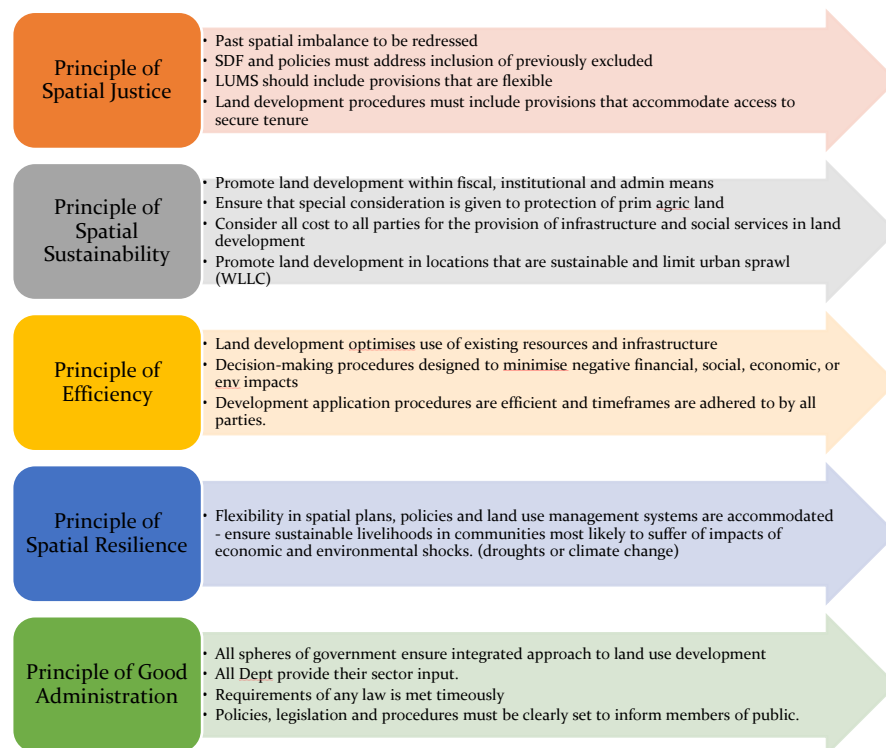 Principle of
Spatial Justice
• Past spatial imbalance to be redressed
• SDF and policies must address inclusion of previously excluded
• LUMS should include provisions that are flexible
• Land development procedures must include provisions that accommodate access to
secure tenure
Principle of
Spatial
Sustainability
• Promote land development within fiscal, institutional and admin means
• Ensure that special consideration is given to protection of prim agric land
• Consider all cost to all parties for the provision of infrastructure and social services in land
development
• Promote land development in locations that are sustainable and limit urban sprawl
(WLLC)
Principle of
Efficiency
• Land development optimises use of existing resources and infrastructure
• Decision-making procedures designed to minimise negative financial, social, economic, or
env impacts
• Development application procedures are efficient and timeframes are adhered to by all
parties.
Principle of
Spatial Resilience
• Flexibility in spatial plans, policies and land use management systems are accommodated
- ensure sustainable livelihoods in communities most likely to suffer of impacts of
economic and environmental shocks. (droughts or climate change)
Principle of Good
Administration
• All spheres of government ensure integrated approach to land use development
• All Dept provide their sector input.
• Requirements of any law is met timeously
• Policies, legislation and procedures must be clearly set to inform members of public.